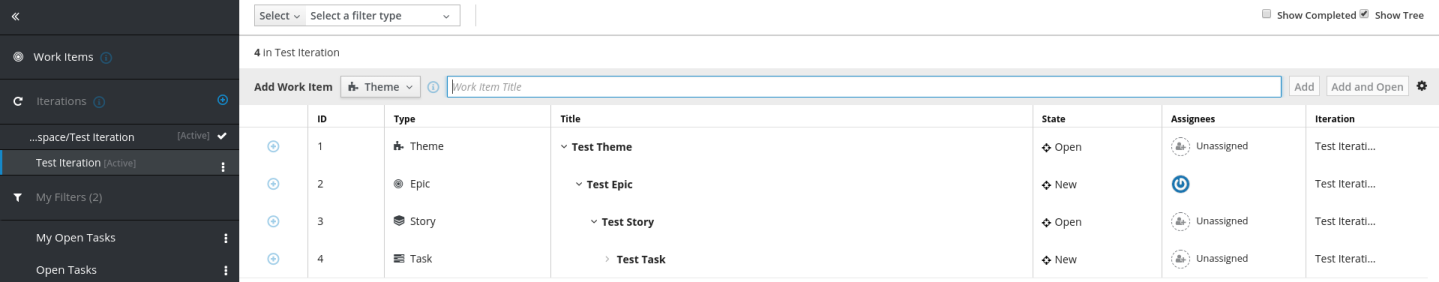 Select Select a filter type
Show Completed Show Tree
Work Items
4 in Test Iteration
Iterations
Add Work Item Theme Work Item Title Add Add and Open
ID Type Title State Assignees Iteration
...space/Test Iteration [Active]
Test Iteration [Active]
1 Theme Test Theme Open Unassigned Test Iterati...
2 Epic Test Epic New Test Iterati...
My Filters (2)
3 Story Test Story Open Unassigned Test Iterati...
My Open Tasks
4 Task Test Task New Unassigned Test Iterati...
Open Tasks